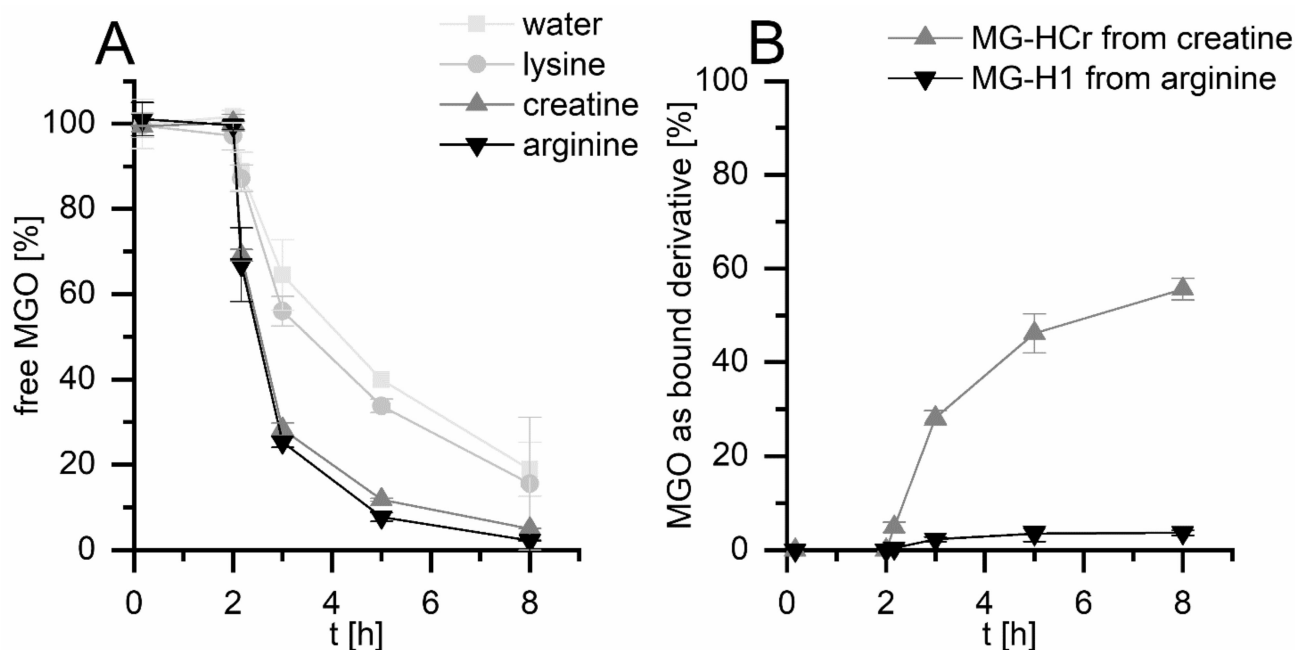 A
water
lysine
creatine
arginine
free MGO [%]
100
80
60
40
20
0
0 2 4 6 8
t [h]
B
MG-HCr from creatine
MG-H1 from arginine
MGO as bound derivative [%]
100
80
60
40
20
0
0 2 4 6 8
t [h]